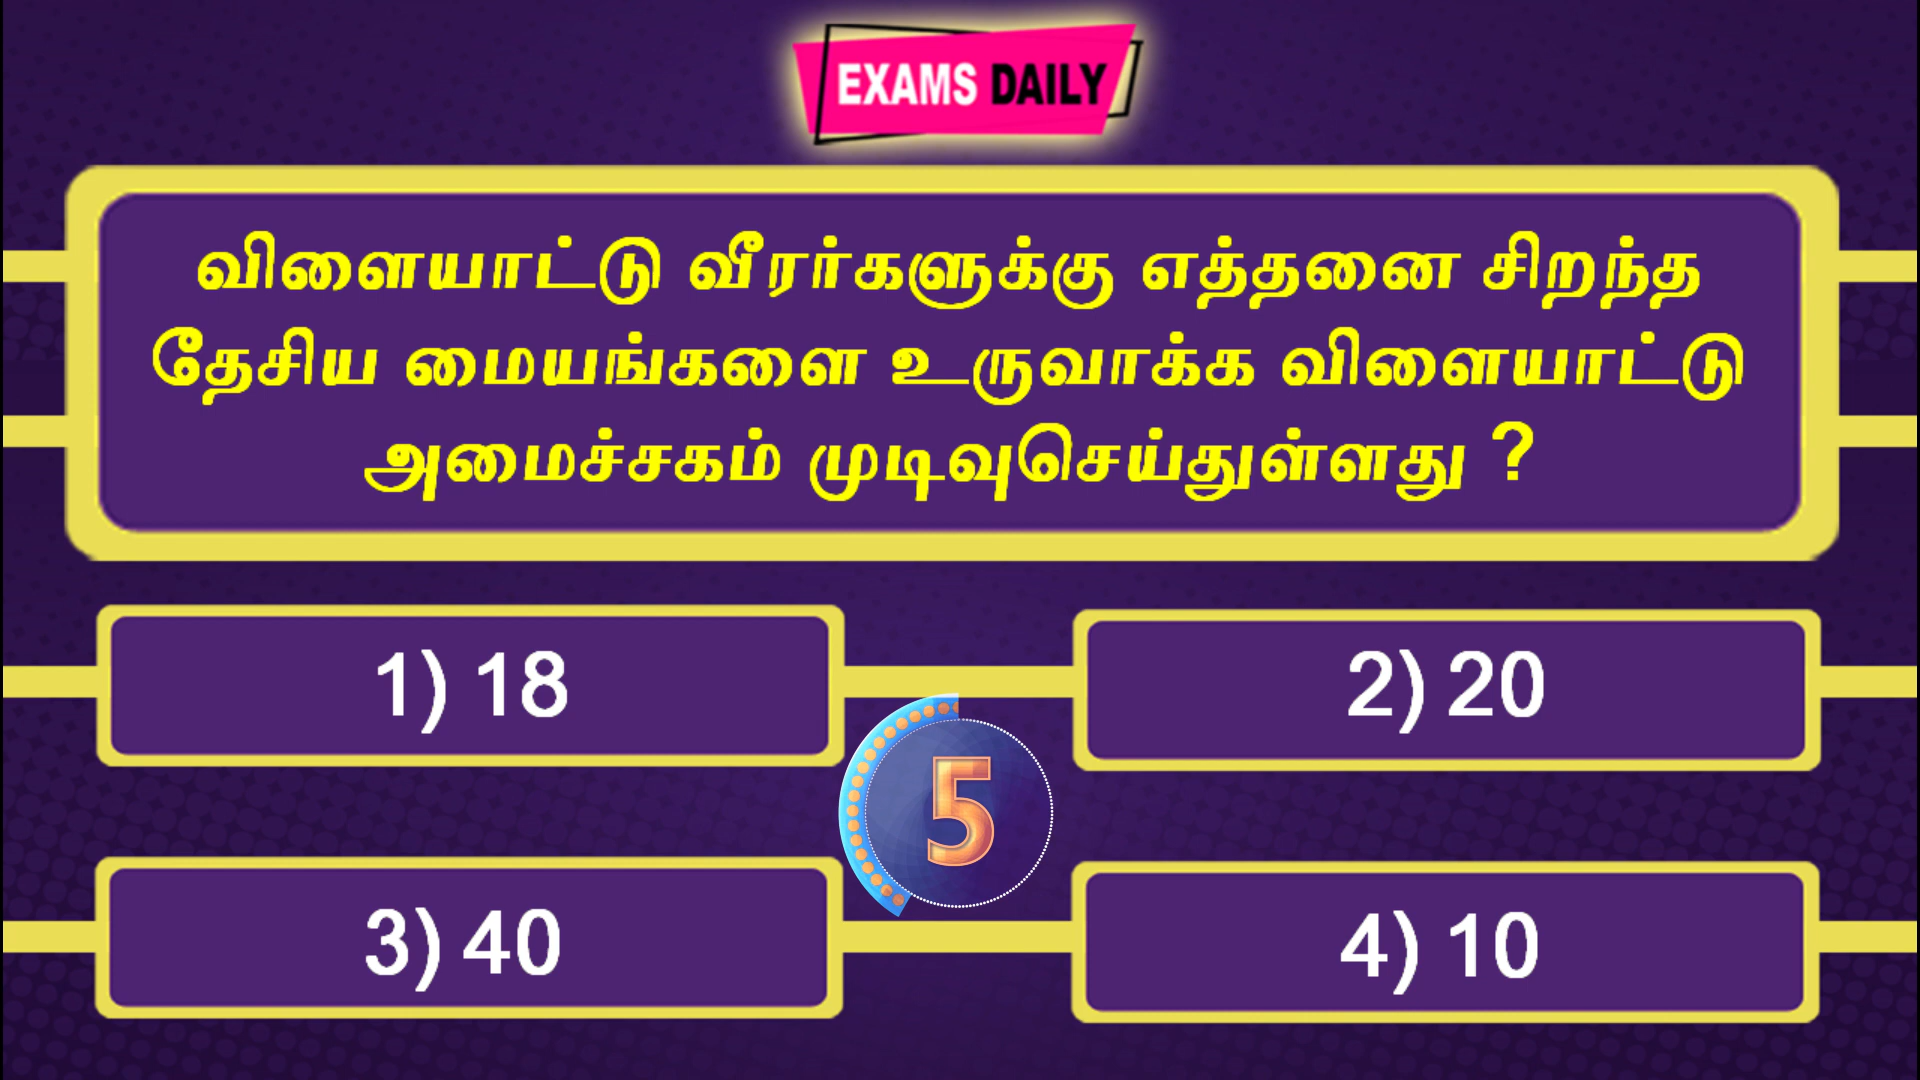 EXAMS DAILY
விளையாட்டு வீரர்களுக்கு எத்தனை சிறந்த
தேசிய மையங்களை உருவாக்க விளையாட்டு
அமைச்சகம் முடிவுசெய்துள்ளது ?
1) 18
2) 20
5
3) 40
4) 10